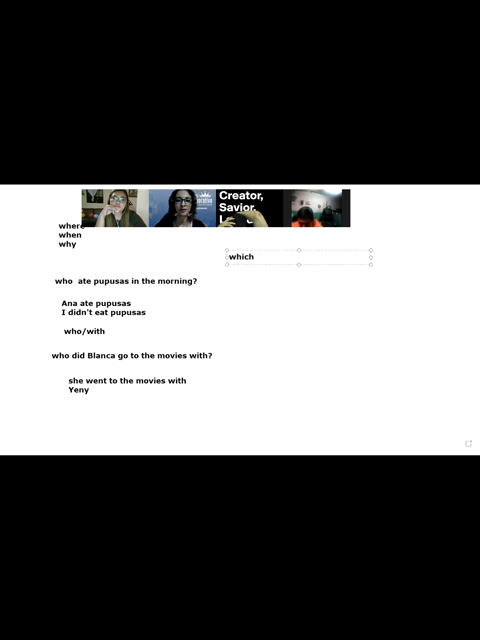 Creator,
Savior,
where
when
why
which
who  ate pupusas in the morning?
Ana ate pupusas
I didn't eat pupusas
who/with
who did Blanca go to the movies with?
she went to the movies with
Yeny